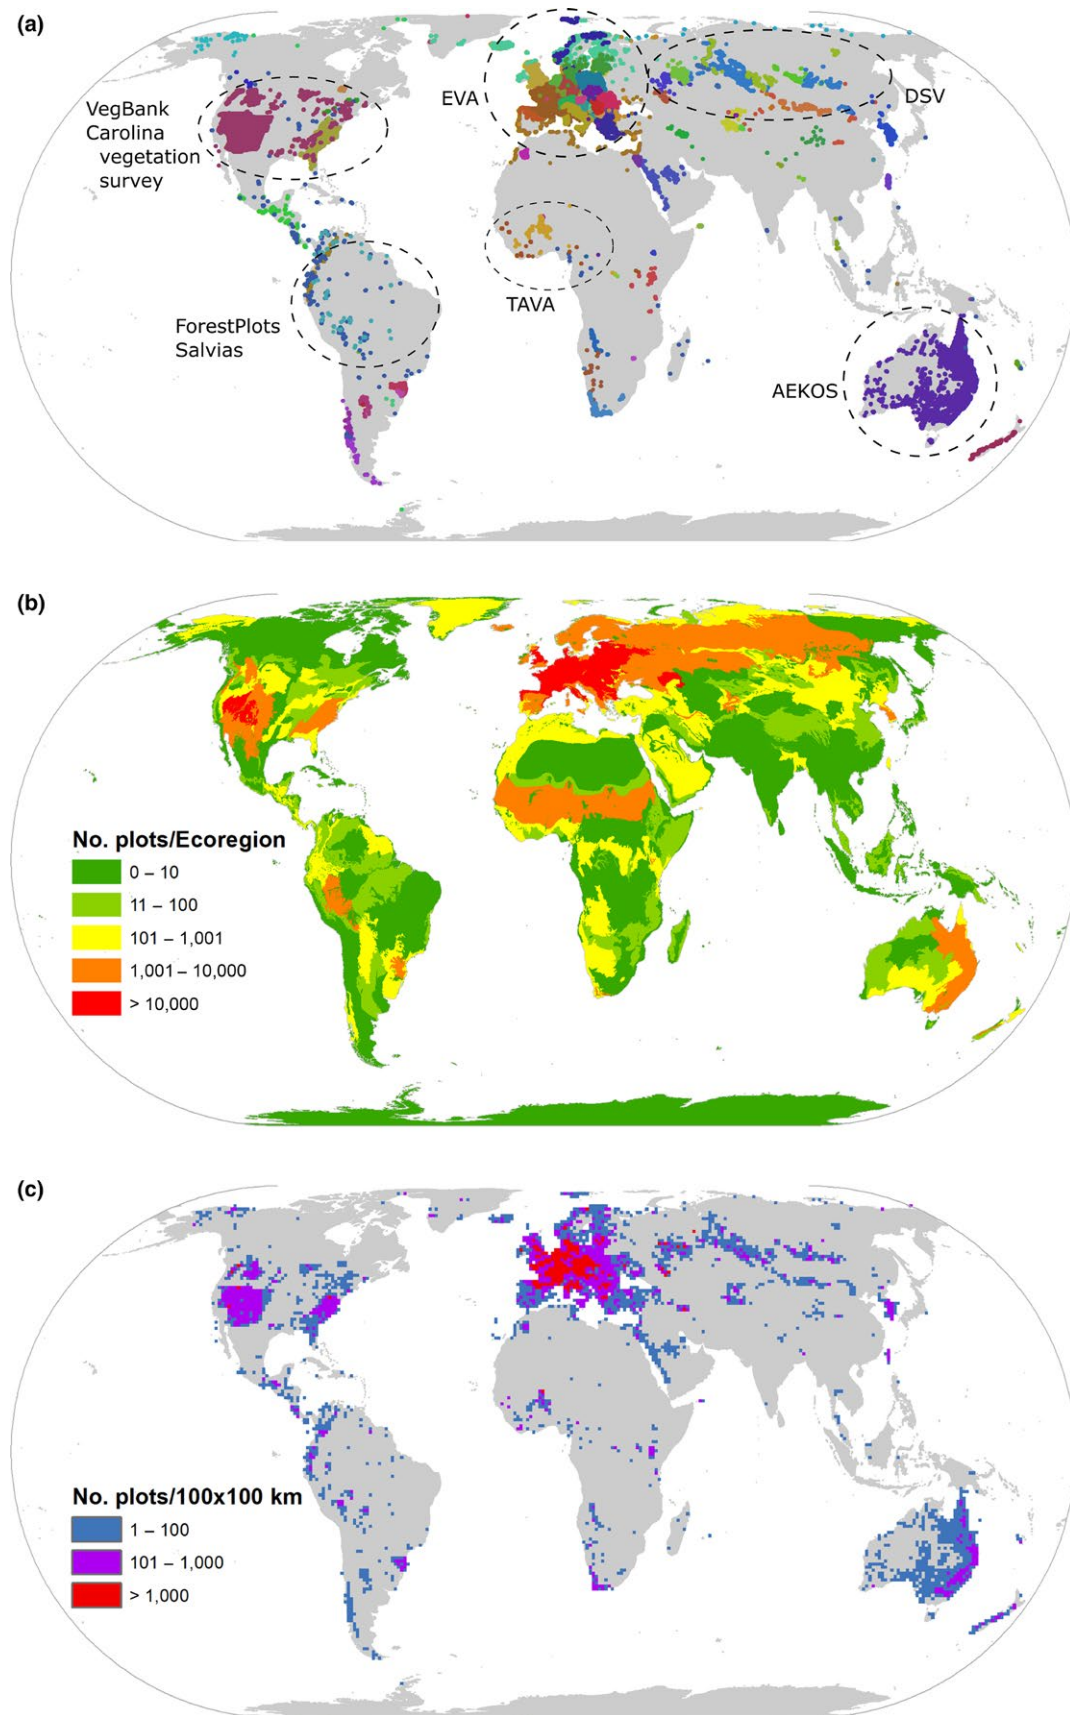 (a)
VegBank
Carolina
vegetation
survey
EVA
DSV
ForestPlots
Salvias
TAVA
AEKOS
(b)
No. plots/Ecoregion
0 – 10
11 – 100
101 – 1,001
1,001 – 10,000
> 10,000
(c)
No. plots/100x100 km
1 – 100
101 – 1,000
> 1,000